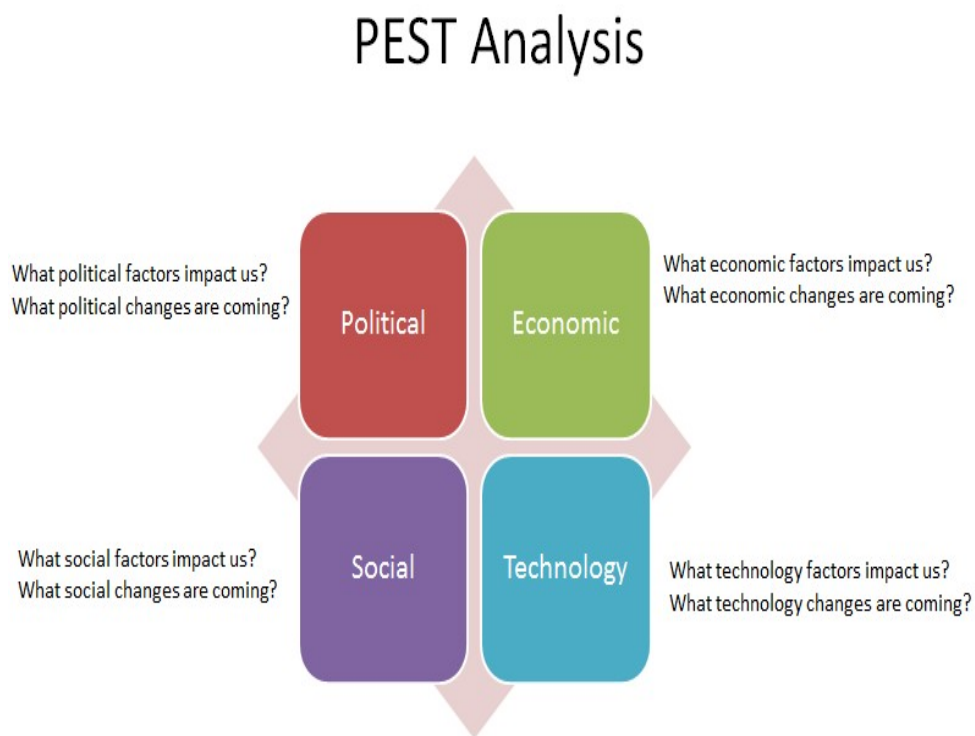 PEST Analysis
What political factors impact us?
What political changes are coming?
Political
Economic
What economic factors impact us?
What economic changes are coming?
What social factors impact us?
What social changes are coming?
Social
Technology
What technology factors impact us?
What technology changes are coming?